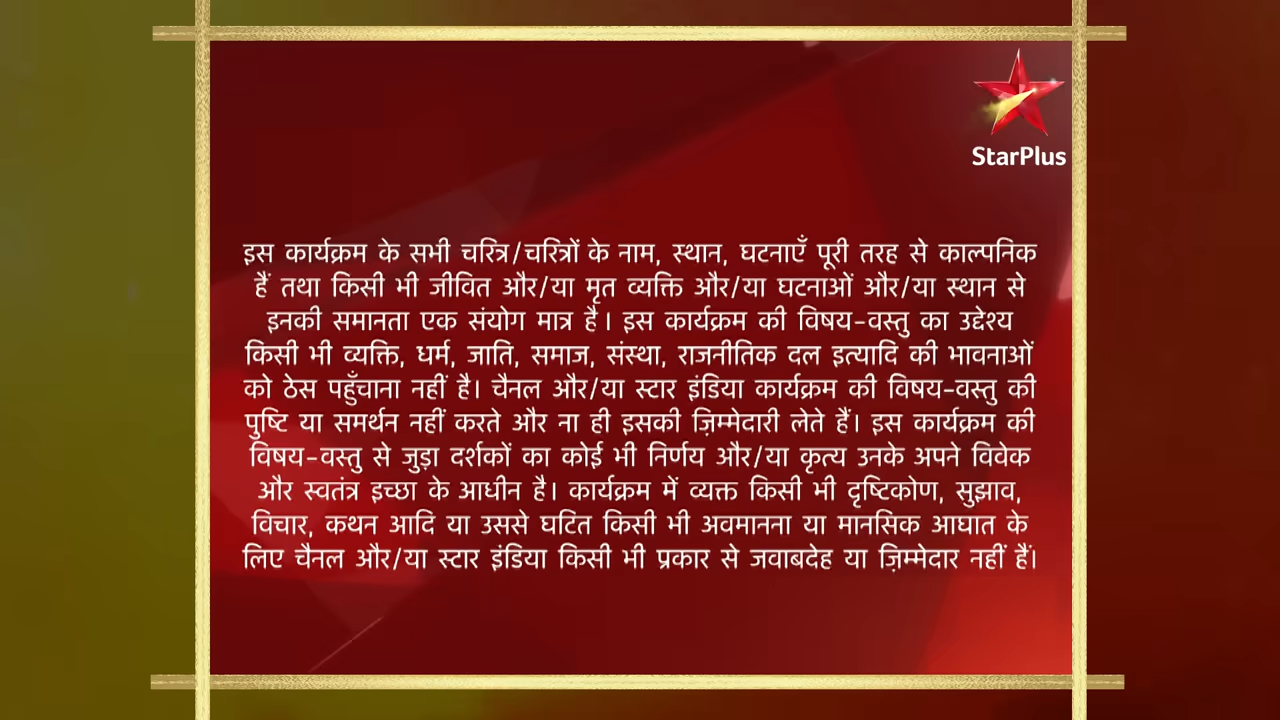 StarPlus
इस कार्यक्रम के सभी चरित्र/चरित्रों के नाम, स्थान, घटनाएँ पूरी तरह से काल्पनिक
हैं तथा किसी भी जीवित और/या मृत व्यक्ति और/या घटनाओं और/या स्थान से
इनकी समानता एक संयोग मात्र है। इस कार्यक्रम की विषय-वस्तु का उद्देश्य
किसी भी व्यक्ति, धर्म, जाति, समाज, संस्था, राजनीतिक दल इत्यादि की भावनाओं
को ठेस पहुँचाना नहीं है। चैनल और/या स्टार इंडिया कार्यक्रम की विषय-वस्तु की
पुष्टि या समर्थन नहीं करते और ना ही इसकी ज़िम्मेदारी लेते हैं। इस कार्यक्रम की
विषय-वस्तु से जुड़ा दर्शकों का कोई भी निर्णय और/या कृत्य उनके अपने विवेक
और स्वतंत्र इच्छा के आधीन है। कार्यक्रम में व्यक्त किसी भी दृष्टिकोण, सुझाव,
विचार, कथन आदि या उससे घटित किसी भी अवमानना या मानसिक आघात के
लिए चैनल और/या स्टार इंडिया किसी भी प्रकार से जवाबदेह या ज़िम्मेदार नहीं हैं।